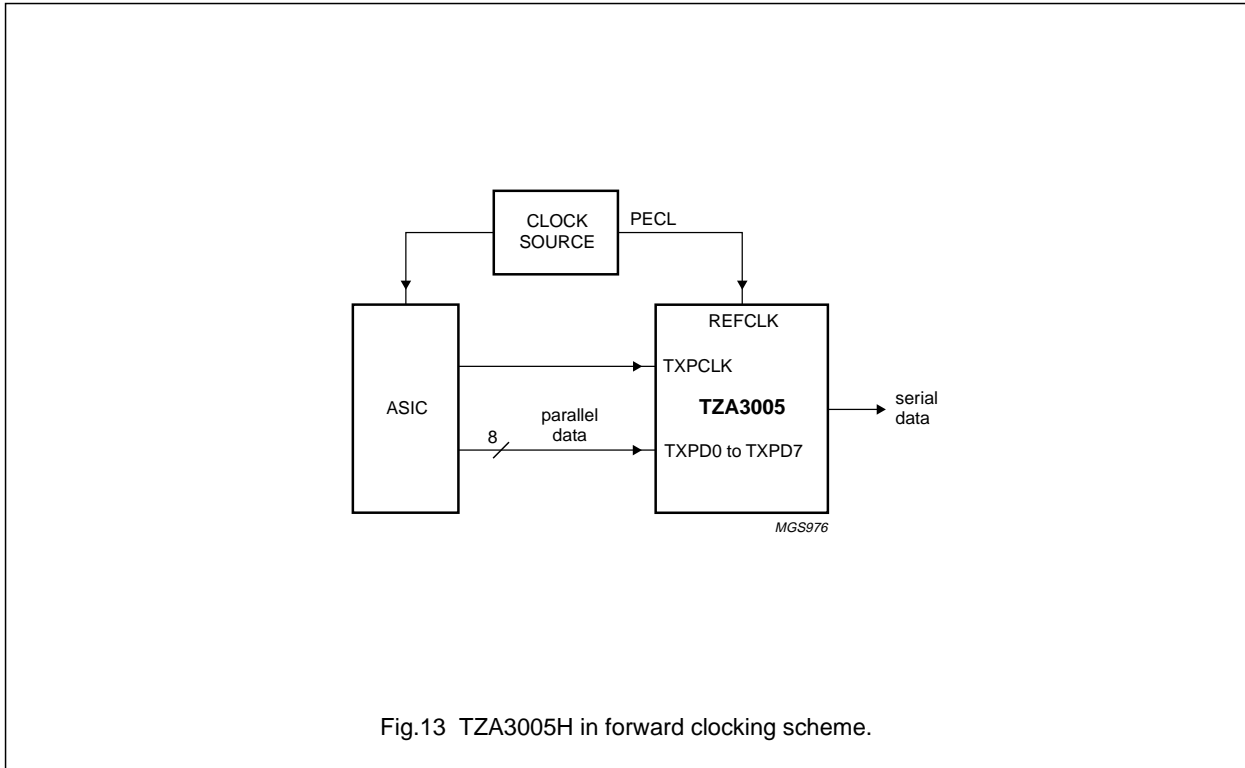 CLOCK
SOURCE
PECL
REFCLK
TXPCLK
ASIC
TZA3005
parallel
data
8
TXPD0 to TXPD7
serial
data
MGS976
Fig.13 TZA3005H in forward clocking scheme.